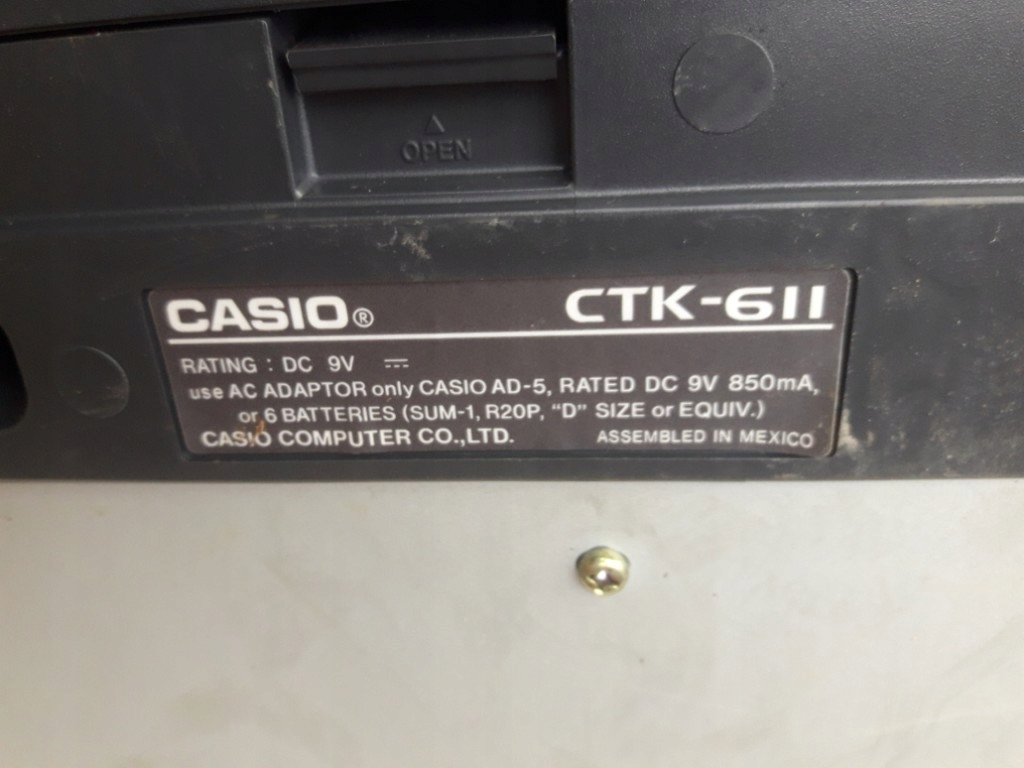 △
OPEN
CASIO® CTK-611
RATING : DC 9V ⎓
use AC ADAPTOR only CASIO AD-5, RATED DC 9V 850mA,
or 6 BATTERIES (SUM-1, R20P, "D" SIZE or EQUIV.)
CASIO COMPUTER CO.,LTD. ASSEMBLED IN MEXICO